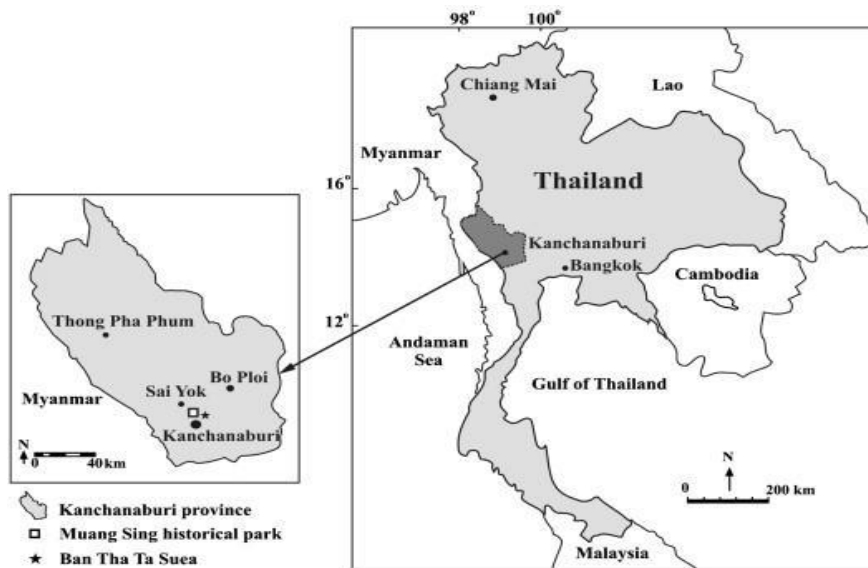 98° 100°
Chiang Mai
Lao
Myanmar
16°
Thailand
Kanchanaburi
Bangkok
Cambodia
12°
Andaman
Sea
Gulf of Thailand
N
0 200 km
Malaysia
Thong Pha Phum
Bo Ploi
Sai Yok
Myanmar
Kanchanaburi
N
0 40 km
Kanchanaburi province
Muang Sing historical park
Ban Tha Ta Suea